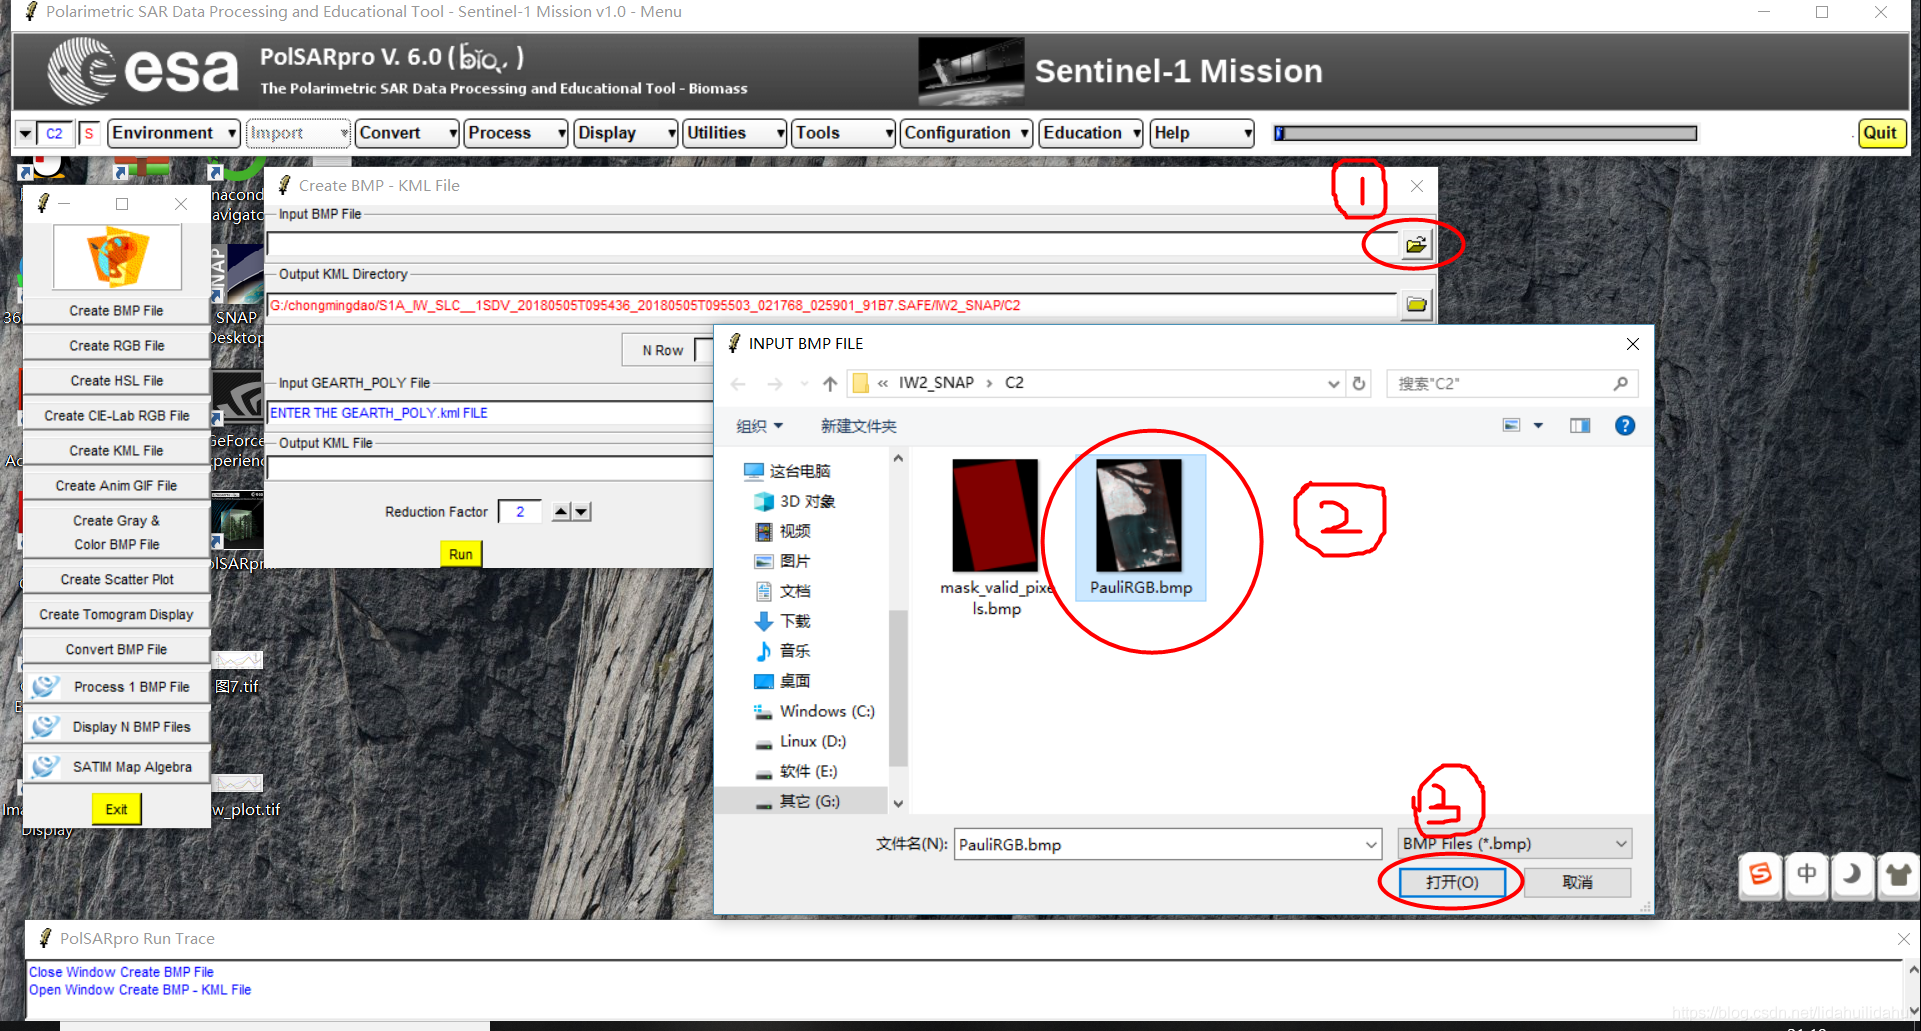 Polarimetric SAR Data Processing and Educational Tool - Sentinel-1 Mission v1.0 - Menu
esa
PolSARpro V. 6.0 ( bio. )
The Polarimetric SAR Data Processing and Educational Tool - Biomass
Sentinel-1 Mission
C2 S Environment Import Convert Process Display Utilities Tools Configuration Education Help Quit
Create BMP - KML File
1
Input BMP File
Output KML Directory
G:/chongmingdao/S1A_IW_SLC__1SDV_20180505T095436_20180505T095503_021768_025901_91B7.SAFE/IW2_SNAP/C2
N Row
Input GEARTH_POLY File
ENTER THE GEARTH_POLY.kml FILE
Output KML File
Reduction Factor 2
Run
Create BMP File
Create RGB File
Create HSL File
Create CIE-Lab RGB File
Create KML File
Create Anim GIF File
Create Gray &
Color BMP File
Create Scatter Plot
Create Tomogram Display
Convert BMP File
Process 1 BMP File
Display N BMP Files
SATIM Map Algebra
Exit
SNAP
图7.tif
w_plot.tif
Display
INPUT BMP FILE
« IW2_SNAP › C2
搜索"C2"
组织 新建文件夹
这台电脑
3D 对象
视频
图片
文档
下载
音乐
桌面
Windows (C:)
Linux (D:)
软件 (E:)
其它 (G:)
mask_valid_pixe
ls.bmp
PauliRGB.bmp
2
3
文件名(N): PauliRGB.bmp
BMP Files (*.bmp)
打开(O) 取消
中
PolSARpro Run Trace
Close Window Create BMP File
Open Window Create BMP - KML File